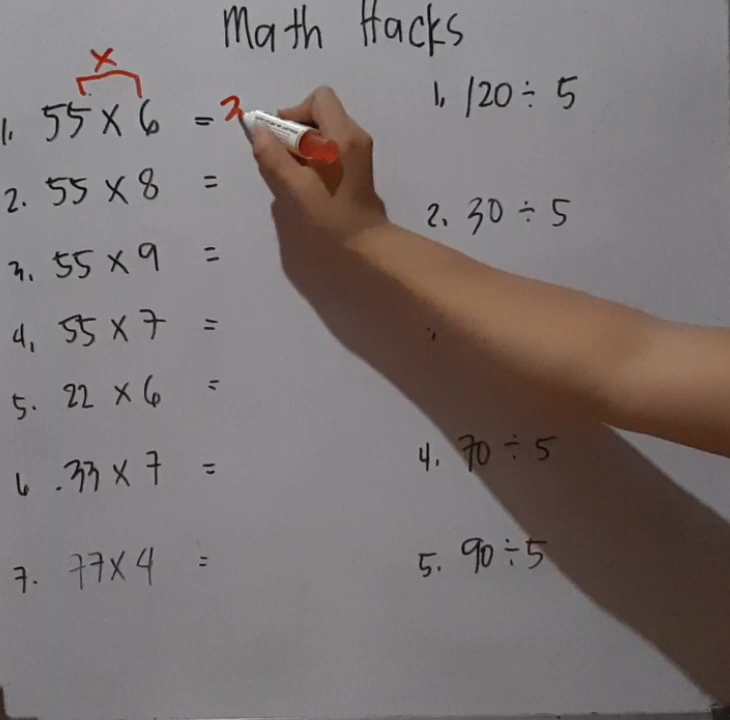 Math Hacks
x
1. 55 x 6 =
2. 55 x 8 =
3. 55 x 9 =
4. 55 x 7 =
5. 22 x 6 =
6. 33 x 7 =
7. 77 x 4 =
1. 120 ÷ 5
2. 30 ÷ 5
4. 70 ÷ 5
5. 90 ÷ 5